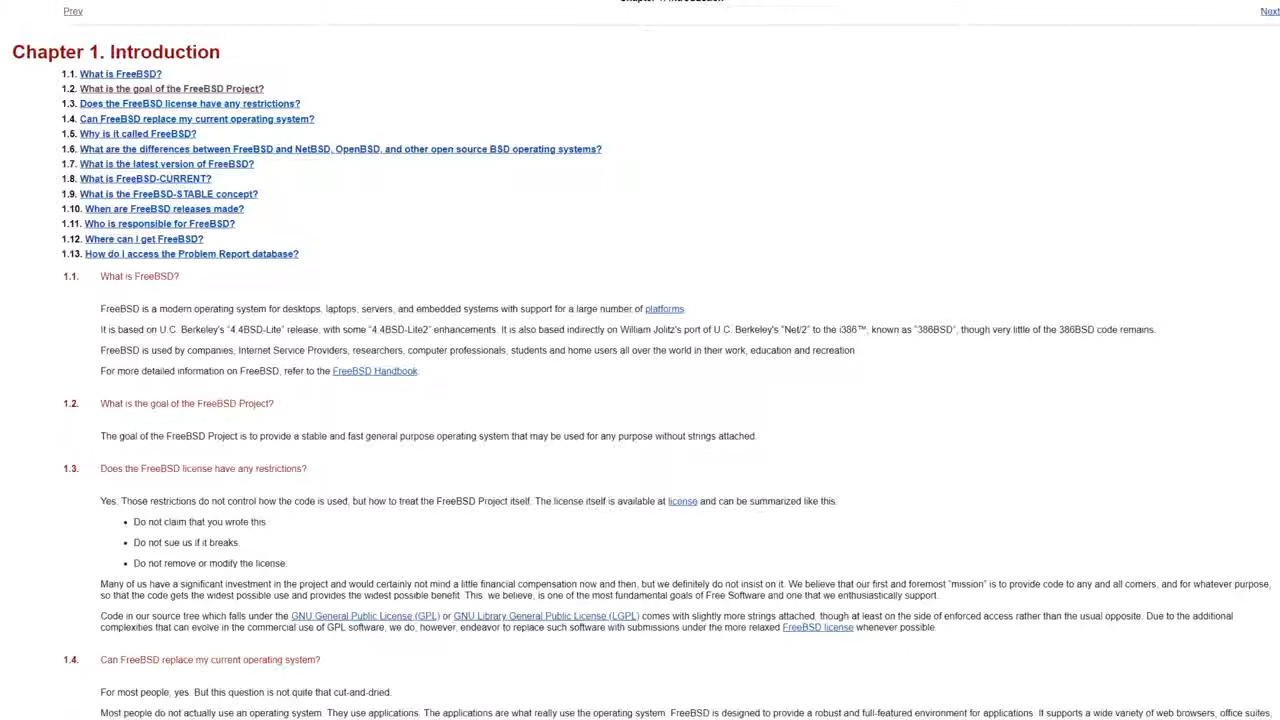 Chapter 1. Introduction
Prev
Next
Chapter 1. Introduction
1.1. What is FreeBSD?
1.2. What is the goal of the FreeBSD Project?
1.3. Does the FreeBSD license have any restrictions?
1.4. Can FreeBSD replace my current operating system?
1.5. Why is it called FreeBSD?
1.6. What are the differences between FreeBSD and NetBSD, OpenBSD, and other open source BSD operating systems?
1.7. What is the latest version of FreeBSD?
1.8. What is FreeBSD-CURRENT?
1.9. What is the FreeBSD-STABLE concept?
1.10. When are FreeBSD releases made?
1.11. Who is responsible for FreeBSD?
1.12. Where can I get FreeBSD?
1.13. How do I access the Problem Report database?
1.1. What is FreeBSD?
FreeBSD is a modern operating system for desktops, laptops, servers, and embedded systems with support for a large number of platforms.
It is based on U.C. Berkeley's "4.4BSD-Lite" release, with some "4.4BSD-Lite2" enhancements. It is also based indirectly on William Jolitz's port of U.C. Berkeley's "Net/2" to the i386™, known as "386BSD", though very little of the 386BSD code remains.
FreeBSD is used by companies, Internet Service Providers, researchers, computer professionals, students and home users all over the world in their work, education and recreation.
For more detailed information on FreeBSD, refer to the FreeBSD Handbook.
1.2. What is the goal of the FreeBSD Project?
The goal of the FreeBSD Project is to provide a stable and fast general purpose operating system that may be used for any purpose without strings attached.
1.3. Does the FreeBSD license have any restrictions?
Yes. Those restrictions do not control how the code is used, but how to treat the FreeBSD Project itself. The license itself is available at license and can be summarized like this:
• Do not claim that you wrote this.
• Do not sue us if it breaks.
• Do not remove or modify the license.
Many of us have a significant investment in the project and would certainly not mind a little financial compensation now and then, but we definitely do not insist on it. We believe that our first and foremost "mission" is to provide code to any and all comers, and for whatever purpose,
so that the code gets the widest possible use and provides the widest possible benefit. This, we believe, is one of the most fundamental goals of Free Software and one that we enthusiastically support.
Code in our source tree which falls under the GNU General Public License (GPL) or GNU Library General Public License (LGPL) comes with slightly more strings attached, though at least on the side of enforced access rather than the usual opposite. Due to the additional
complexities that can evolve in the commercial use of GPL software, we do, however, endeavor to replace such software with submissions under the more relaxed FreeBSD license whenever possible.
1.4. Can FreeBSD replace my current operating system?
For most people, yes. But this question is not quite that cut-and-dried.
Most people do not actually use an operating system. They use applications. The applications are what really use the operating system. FreeBSD is designed to provide a robust and full-featured environment for applications. It supports a wide variety of web browsers, office suites,